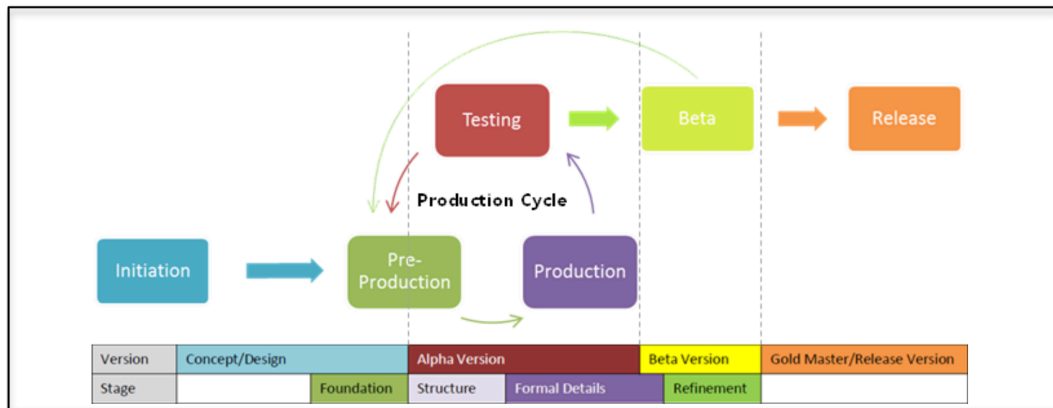 Testing
Beta
Release
Production Cycle
Initiation
Pre-
Production
Production
Version Concept/Design Alpha Version Beta Version Gold Master/Release Version
Stage Foundation Structure Formal Details Refinement